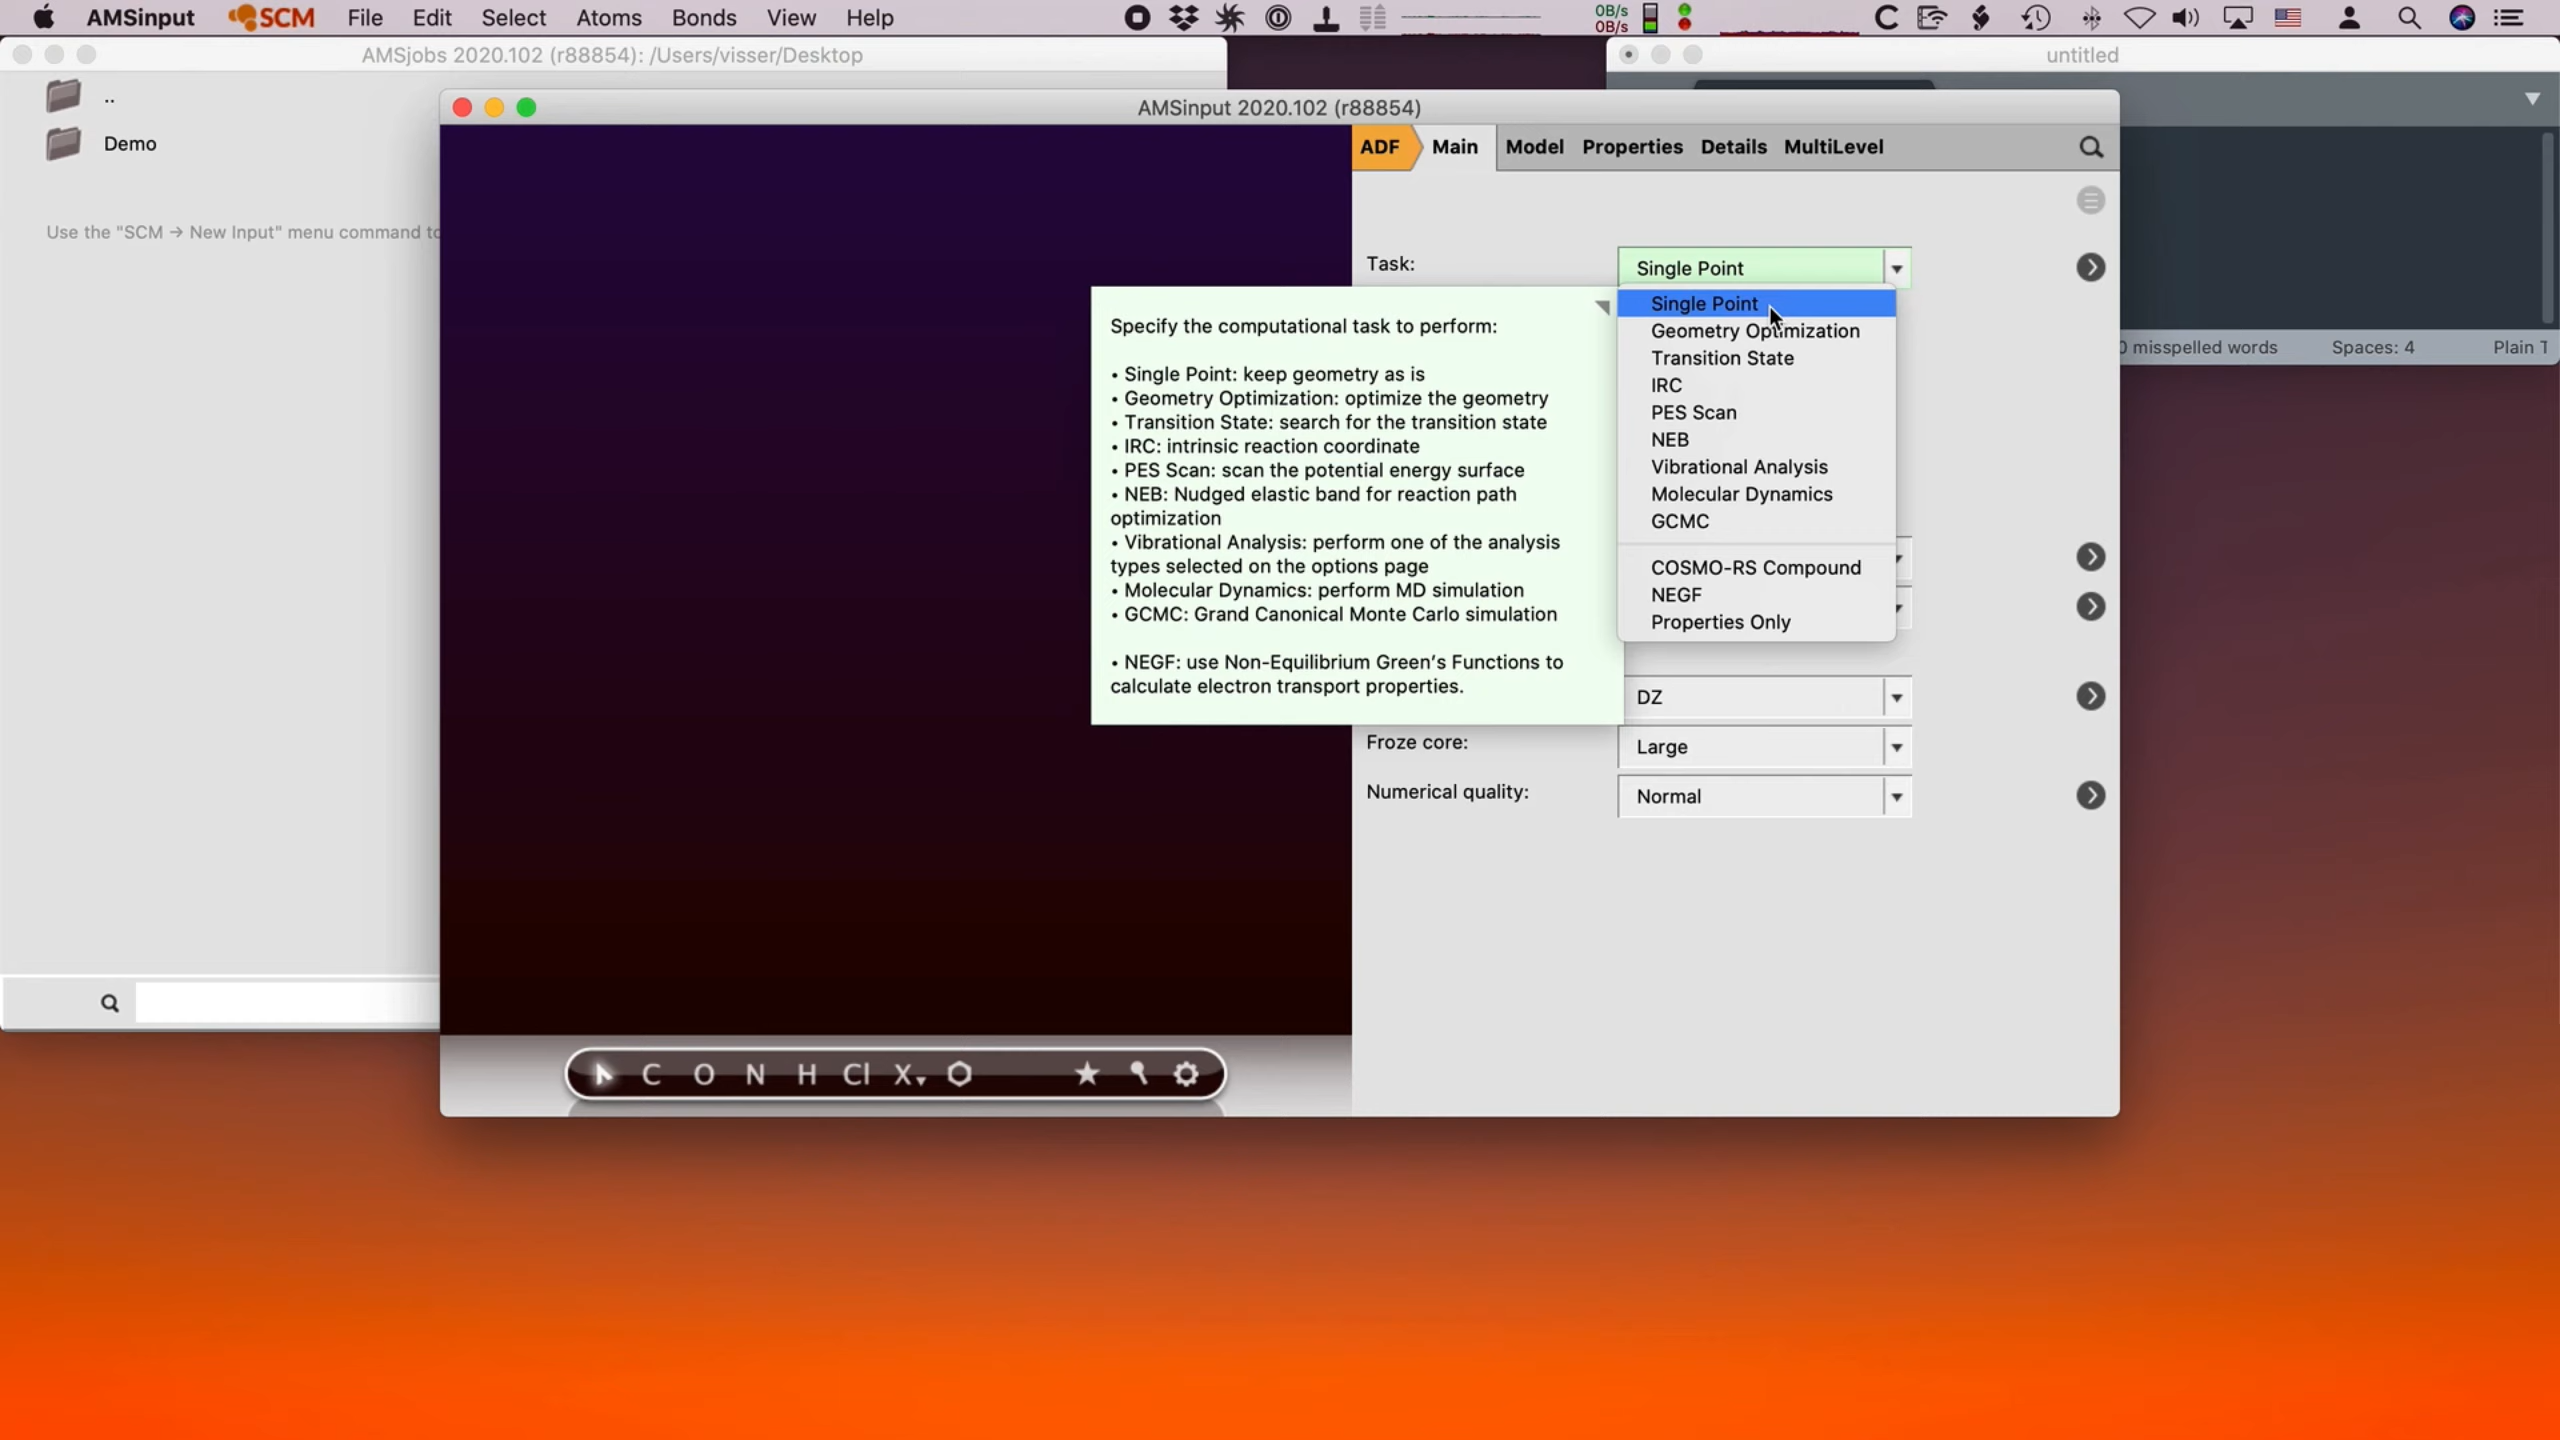 AMSinput SCM File Edit Select Atoms Bonds View Help
0B/s
0B/s
AMSjobs 2020.102 (r88854): /Users/visser/Desktop
untitled
..
Demo
Use the "SCM → New Input" menu command to
AMSinput 2020.102 (r88854)
ADF Main Model Properties Details MultiLevel
Task:
Single Point
Single Point
Geometry Optimization
Transition State
IRC
PES Scan
NEB
Vibrational Analysis
Molecular Dynamics
GCMC
COSMO-RS Compound
NEGF
Properties Only
Specify the computational task to perform:
• Single Point: keep geometry as is
• Geometry Optimization: optimize the geometry
• Transition State: search for the transition state
• IRC: intrinsic reaction coordinate
• PES Scan: scan the potential energy surface
• NEB: Nudged elastic band for reaction path
optimization
• Vibrational Analysis: perform one of the analysis
types selected on the options page
• Molecular Dynamics: perform MD simulation
• GCMC: Grand Canonical Monte Carlo simulation
• NEGF: use Non-Equilibrium Green's Functions to
calculate electron transport properties.
DZ
Froze core:
Large
Numerical quality:
Normal
misspelled words Spaces: 4 Plain T
C O N H Cl X